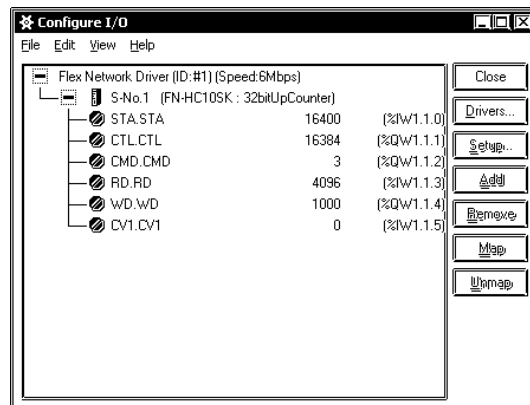 Configure I/O
File Edit View Help
Flex Network Driver (ID:#1) (Speed:6Mbps)
S-No.1 (FN-HC10SK : 32bitUpCounter)
STA.STA 16400 (%IW1.1.0)
CTL.CTL 16384 (%QW1.1.1)
CMD.CMD 3 (%QW1.1.2)
RD.RD 4096 (%IW1.1.3)
WD.WD 1000 (%QW1.1.4)
CV1.CV1 0 (%IW1.1.5)
Close
Drivers...
Setup...
Add
Remove
Map
Unmap